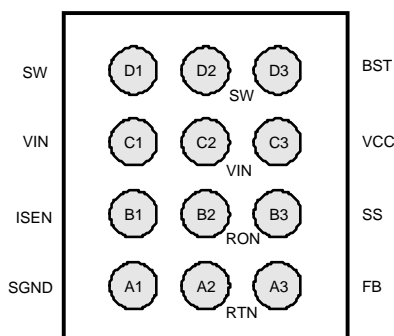 SW D1 D2 D3 BST
SW
VIN C1 C2 C3 VCC
VIN
ISEN B1 B2 B3 SS
RON
SGND A1 A2 A3 FB
RTN